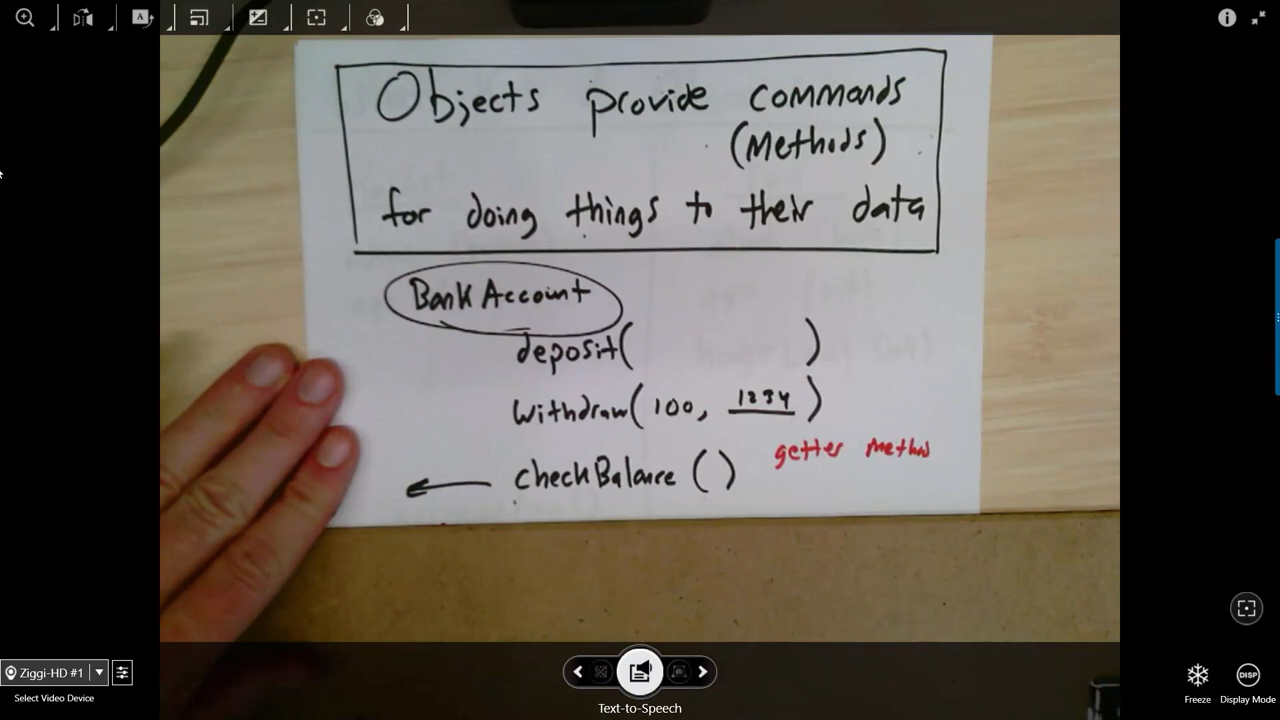 Objects provide commands
(Methods)
for doing things to their data
Bank Account
deposit( )
withdraw(100, 1234)
getter Method
checkBalance ()
Ziggi-HD #1
Select Video Device
Text-to-Speech
Freeze
Display Mode
DISP